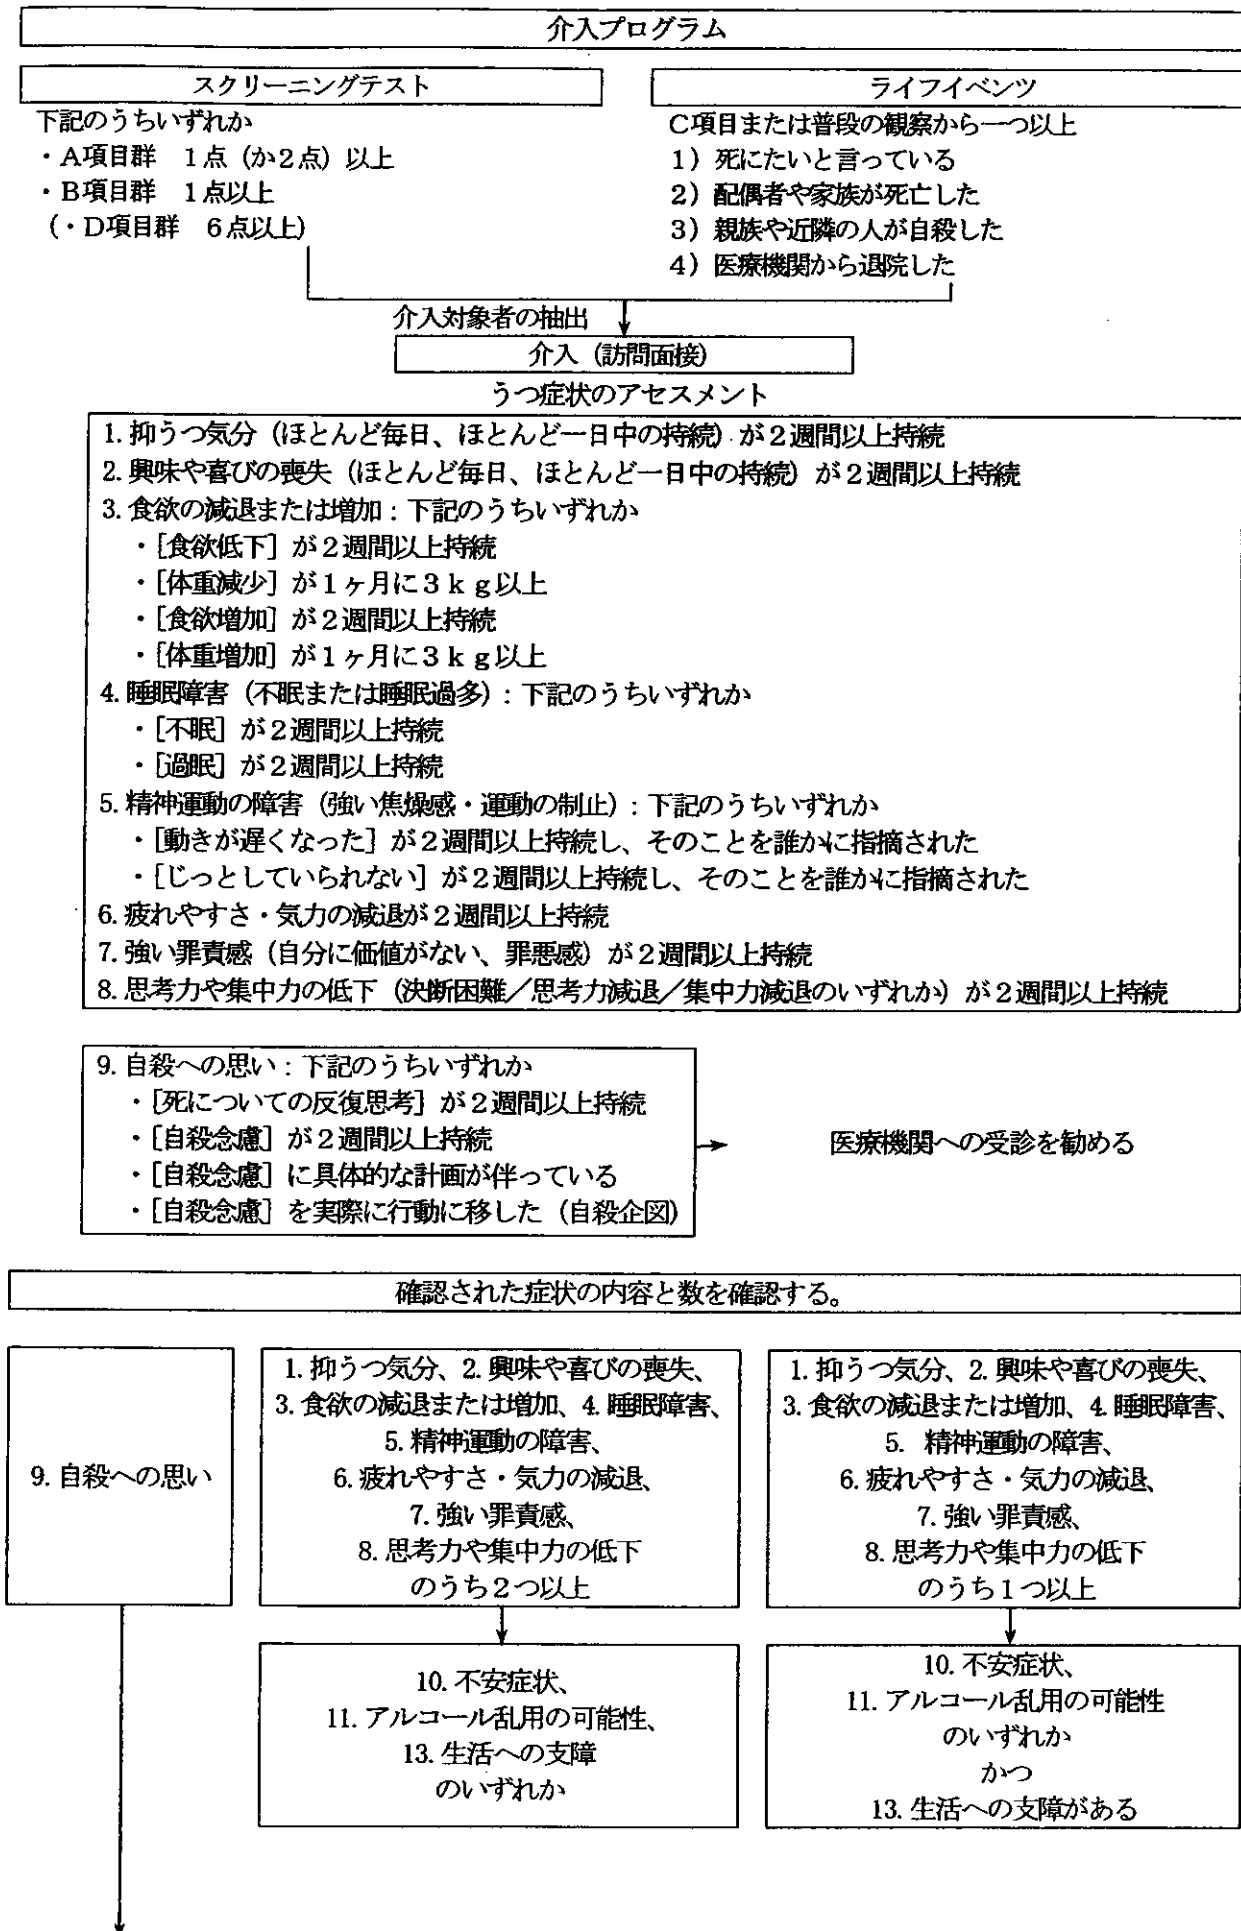 介入プログラム
スクリーニングテスト
下記のうちいずれか
・A項目群 1点(か2点)以上
・B項目群 1点以上
(・D項目群 6点以上)
ライフイベンツ
C項目または普段の観察から一つ以上
1)死にたいと言っている
2)配偶者や家族が死亡した
3)親族や近隣の人が自殺した
4)医療機関から退院した
介入対象者の抽出
介入(訪問面接)
うつ症状のアセスメント
1. 抑うつ気分(ほとんど毎日、ほとんど一日中の持続)が2週間以上持続
2. 興味や喜びの喪失(ほとんど毎日、ほとんど一日中の持続)が2週間以上持続
3. 食欲の減退または増加:下記のうちいずれか
・[食欲低下]が2週間以上持続
・[体重減少]が1ヶ月に3kg以上
・[食欲増加]が2週間以上持続
・[体重増加]が1ヶ月に3kg以上
4. 睡眠障害(不眠または睡眠過多):下記のうちいずれか
・[不眠]が2週間以上持続
・[過眠]が2週間以上持続
5. 精神運動の障害(強い焦燥感・運動の制止):下記のうちいずれか
・[動きが遅くなった]が2週間以上持続し、そのことを誰かに指摘された
・[じっとしていられない]が2週間以上持続し、そのことを誰かに指摘された
6. 疲れやすさ・気力の減退が2週間以上持続
7. 強い罪責感(自分に価値がない、罪悪感)が2週間以上持続
8. 思考力や集中力の低下(決断困難/思考力減退/集中力減退のいずれか)が2週間以上持続
9. 自殺への思い:下記のうちいずれか
・[死についての反復思考]が2週間以上持続
・[自殺念慮]が2週間以上持続
・[自殺念慮]に具体的な計画が伴っている
・[自殺念慮]を実際に行動に移した(自殺企図)
医療機関への受診を勧める
確認された症状の内容と数を確認する。
9. 自殺への思い
1. 抑うつ気分、2. 興味や喜びの喪失、
3. 食欲の減退または増加、4. 睡眠障害、
5. 精神運動の障害、
6. 疲れやすさ・気力の減退、
7. 強い罪責感、
8. 思考力や集中力の低下
のうち2つ以上
10. 不安症状、
11. アルコール乱用の可能性、
13. 生活への支障
のいずれか
1. 抑うつ気分、2. 興味や喜びの喪失、
3. 食欲の減退または増加、4. 睡眠障害、
5. 精神運動の障害、
6. 疲れやすさ・気力の減退、
7. 強い罪責感、
8. 思考力や集中力の低下
のうち1つ以上
10. 不安症状、
11. アルコール乱用の可能性
のいずれか
かつ
13. 生活への支障がある